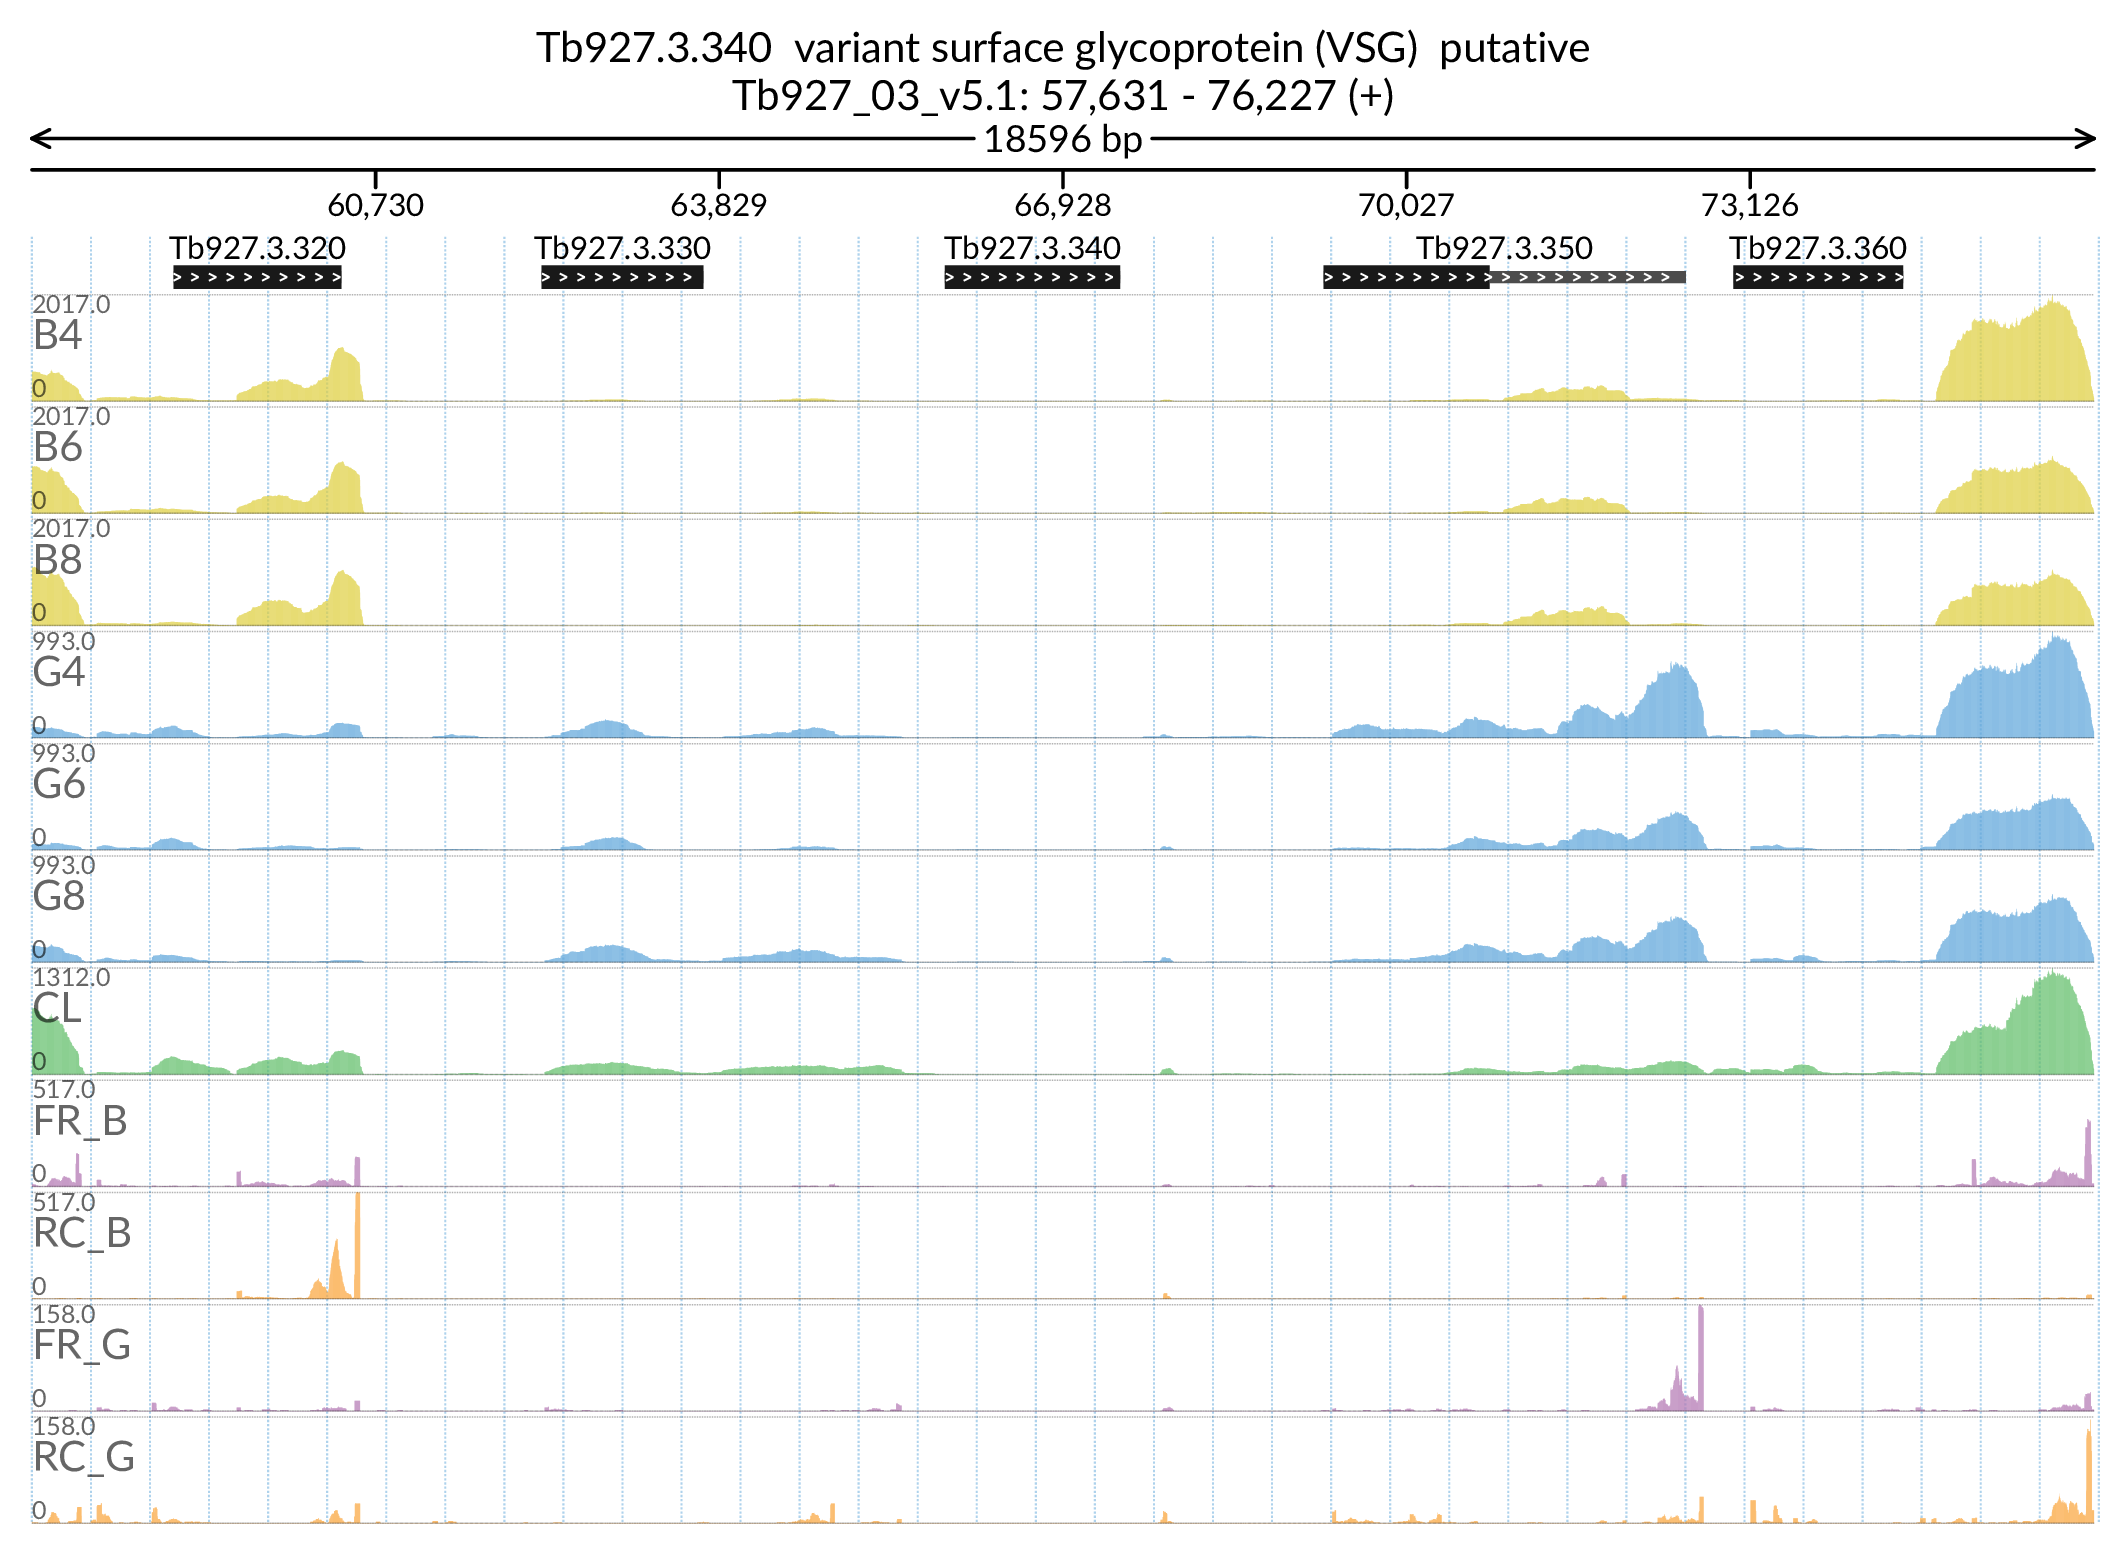 Tb927.3.340  variant surface glycoprotein (VSG)  putative
Tb927_03_v5.1: 57,631 - 76,227 (+)
18596 bp
60,730 63,829 66,928 70,027 73,126
Tb927.3.320 Tb927.3.330 Tb927.3.340 Tb927.3.350 Tb927.3.360
2017.0
B4
0
2017.0
B6
0
2017.0
B8
0
993.0
G4
0
993.0
G6
0
993.0
G8
0
1312.0
CL
0
517.0
FR_B
0
517.0
RC_B
0
158.0
FR_G
0
158.0
RC_G
0